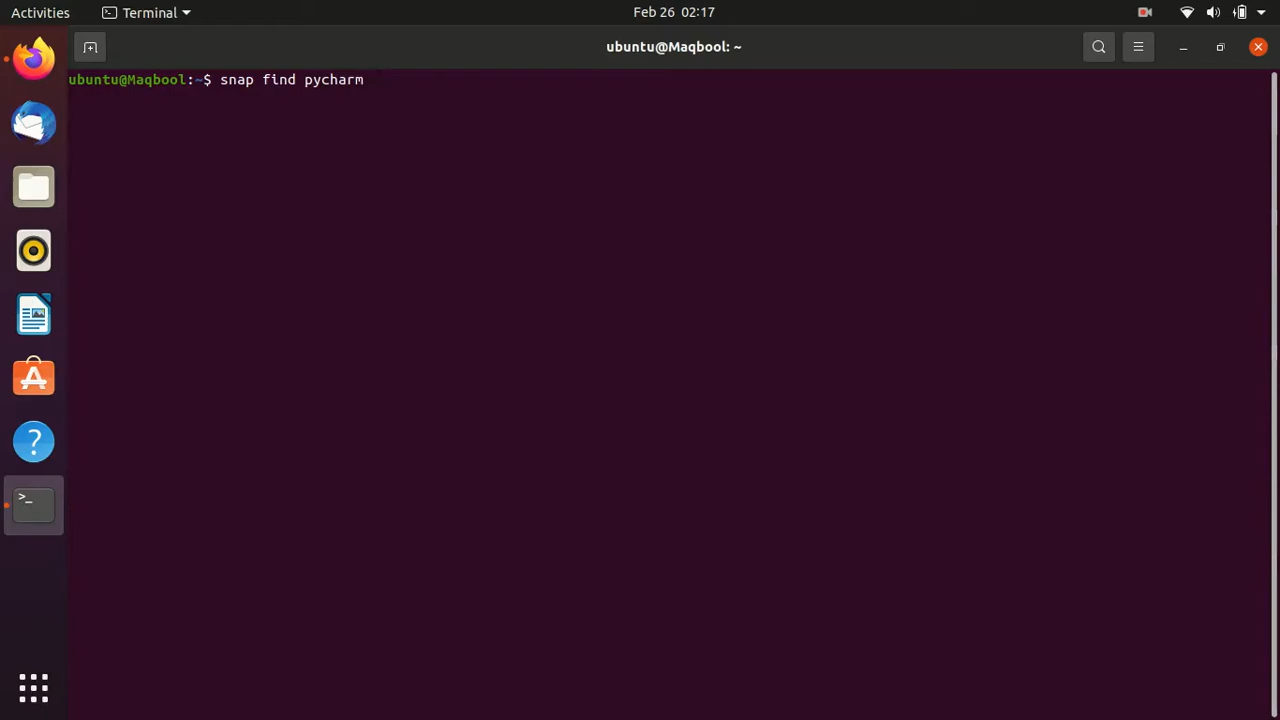 Activities
Terminal
Feb 26 02:17
ubuntu@Maqbool: ~
ubuntu@Maqbool:~$ snap find pycharm
?
>_